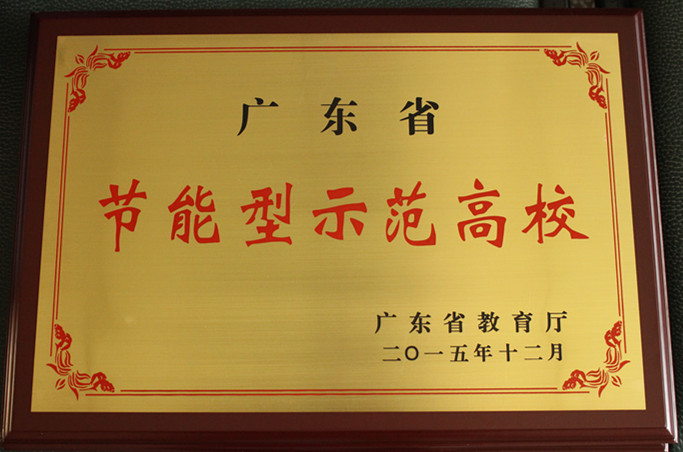 广东省
节能型示范高校
广东省教育厅
二〇一五年十二月